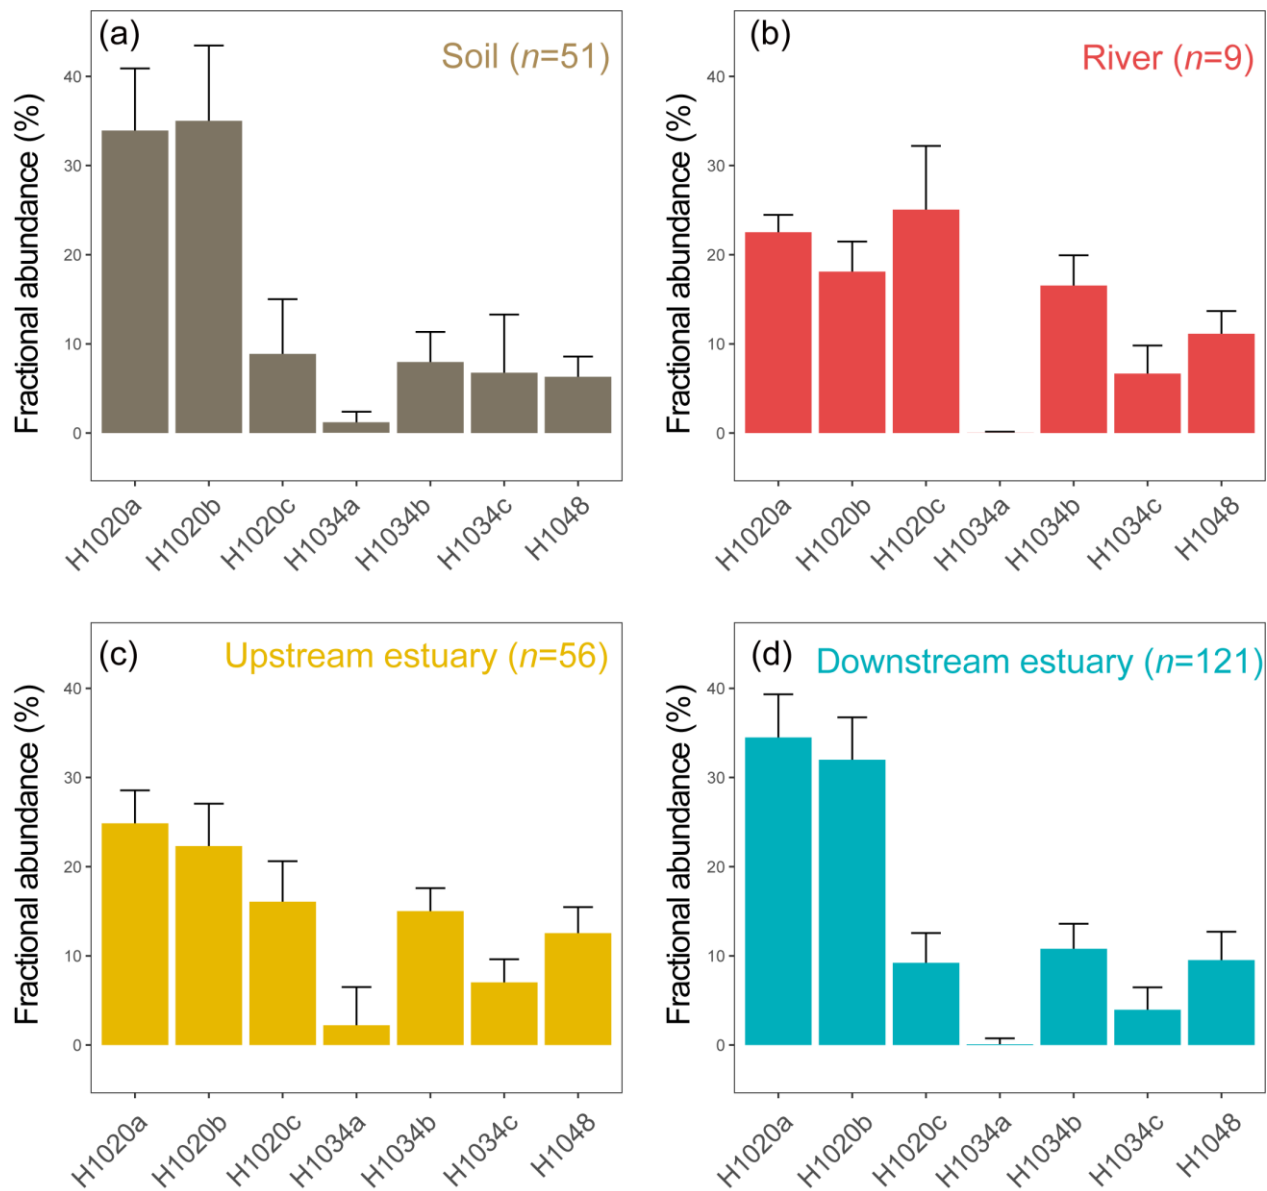 (a)
Soil (n=51)
Fractional abundance (%)
40
30
20
10
0
H1020a
H1020b
H1020c
H1034a
H1034b
H1034c
H1048
(b)
River (n=9)
Fractional abundance (%)
40
30
20
10
0
H1020a
H1020b
H1020c
H1034a
H1034b
H1034c
H1048
(c)
Upstream estuary (n=56)
Fractional abundance (%)
40
30
20
10
0
H1020a
H1020b
H1020c
H1034a
H1034b
H1034c
H1048
(d)
Downstream estuary (n=121)
Fractional abundance (%)
40
30
20
10
0
H1020a
H1020b
H1020c
H1034a
H1034b
H1034c
H1048